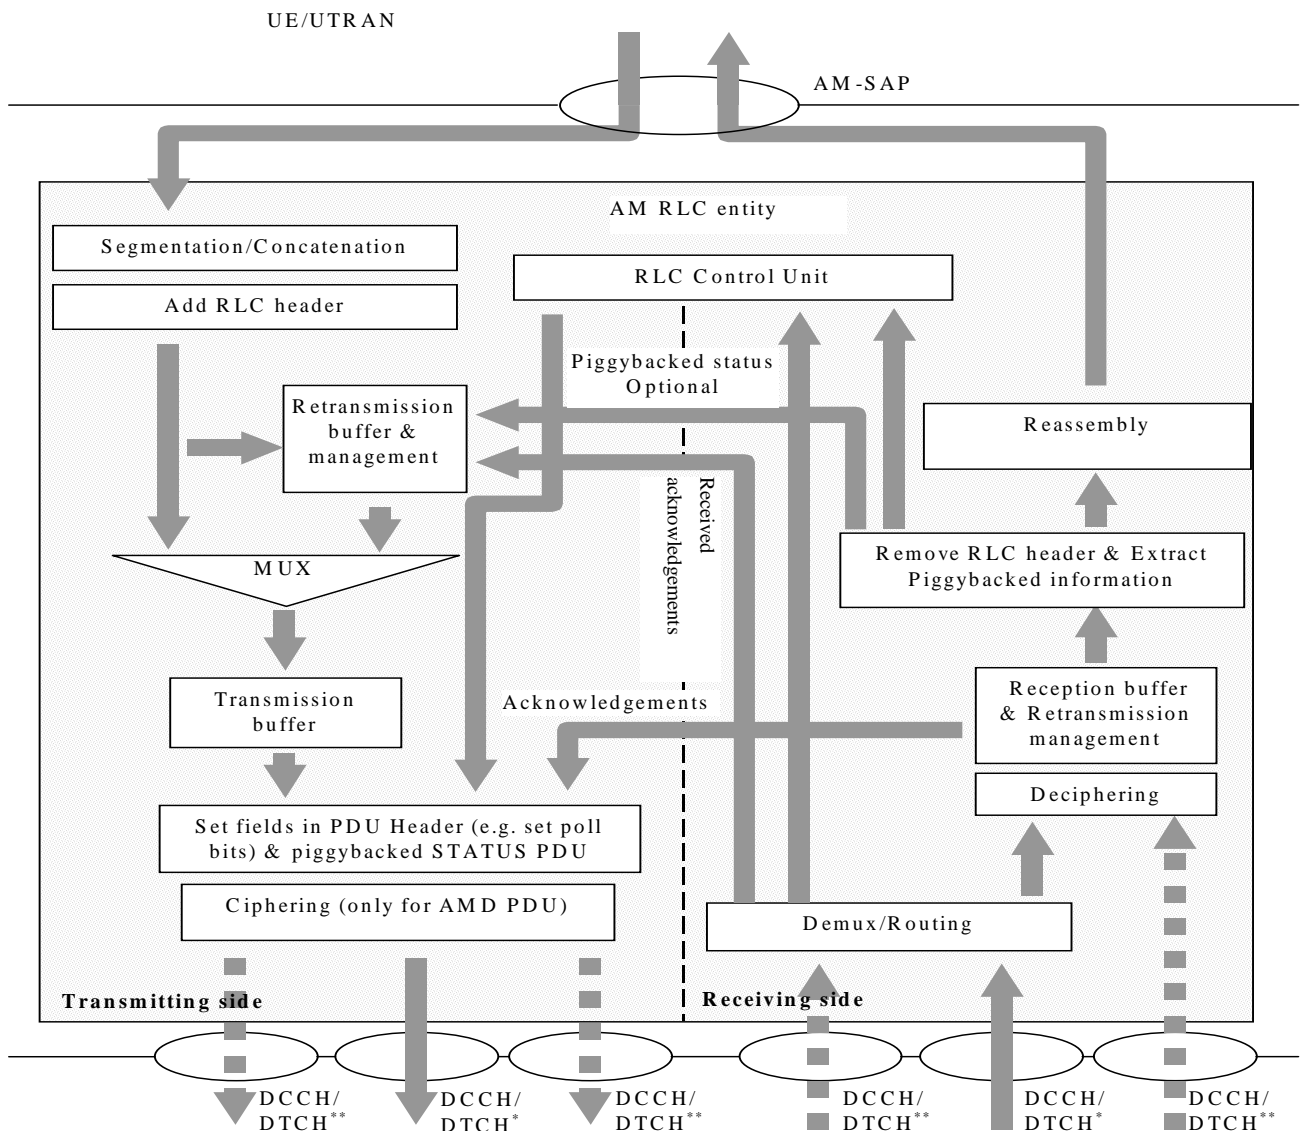 UE/UTRAN
AM-SAP
AM RLC entity
Segmentation/Concatenation
RLC Control Unit
Add RLC header
Piggybacked status
Optional
Retransmission
buffer &
management
Reassembly
Received
acknowledgements
MUX
Remove RLC header & Extract
Piggybacked information
Transmission
buffer
Acknowledgements
Reception buffer
& Retransmission
management
Deciphering
Set fields in PDU Header (e.g. set poll
bits) & piggybacked STATUS PDU
Ciphering (only for AMD PDU)
Demux/Routing
Transmitting side
Receiving side
DCCH/
DTCH**
DCCH/
DTCH*
DCCH/
DTCH**
DCCH/
DTCH**
DCCH/
DTCH*
DCCH/
DTCH**